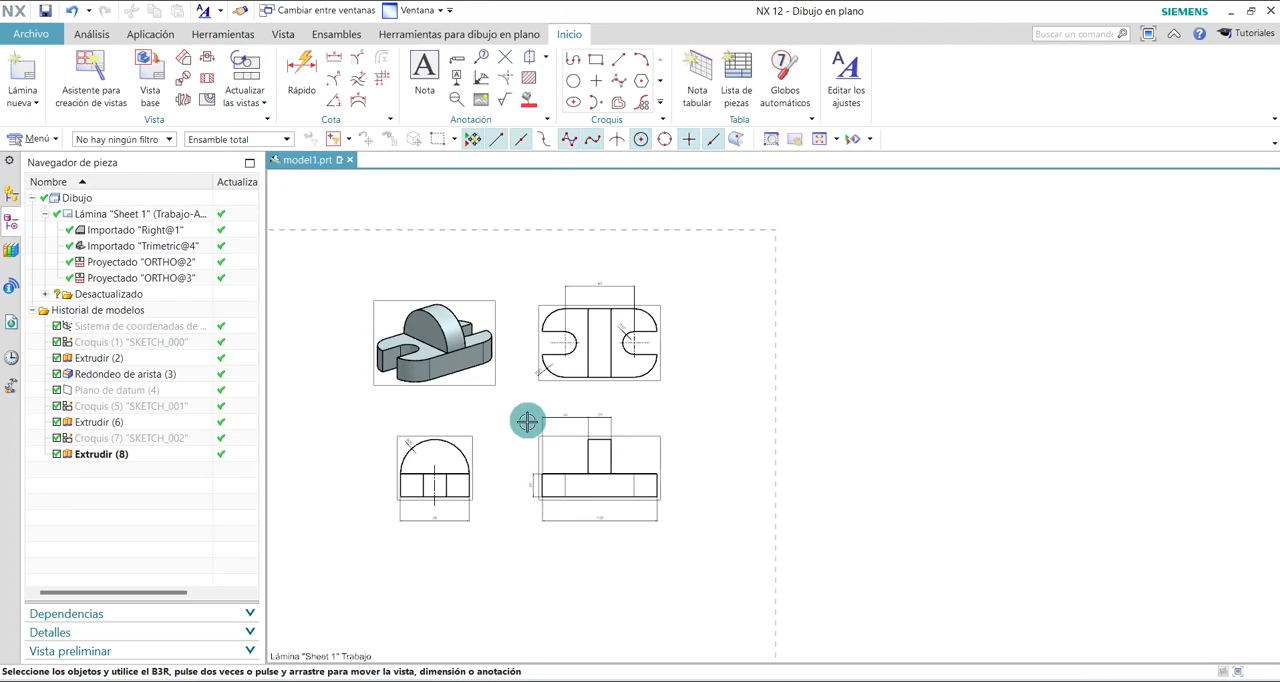 NX
Cambiar entre ventanas
Ventana
NX 12 - Dibujo en plano
SIEMENS
Archivo
Análisis
Aplicación
Herramientas
Vista
Ensambles
Herramientas para dibujo en plano
Inicio
Buscar un comando
Tutoriales
Lámina nueva
Asistente para creación de vistas
Vista base
Actualizar las vistas
Rápido
Nota
Nota tabular
Lista de piezas
Globos automáticos
Editar los ajustes
Vista
Cota
Anotación
Croquis
Tabla
Menú
No hay ningún filtro
Ensamble total
Navegador de pieza
model1.prt
Nombre
Actualiza
Dibujo
Lámina "Sheet 1" (Trabajo-A...
Importado "Right@1"
Importado "Trimetric@4"
Proyectado "ORTHO@2"
Proyectado "ORTHO@3"
Desactualizado
Historial de modelos
Sistema de coordenadas de ...
Croquis (1) "SKETCH_000"
Extrudir (2)
Redondeo de arista (3)
Plano de datum (4)
Croquis (5) "SKETCH_001"
Extrudir (6)
Croquis (7) "SKETCH_002"
Extrudir (8)
Dependencias
Detalles
Vista preliminar
Lámina "Sheet 1" Trabajo
Seleccione los objetos y utilice el B3R, pulse dos veces o pulse y arrastre para mover la vista, dimensión o anotación